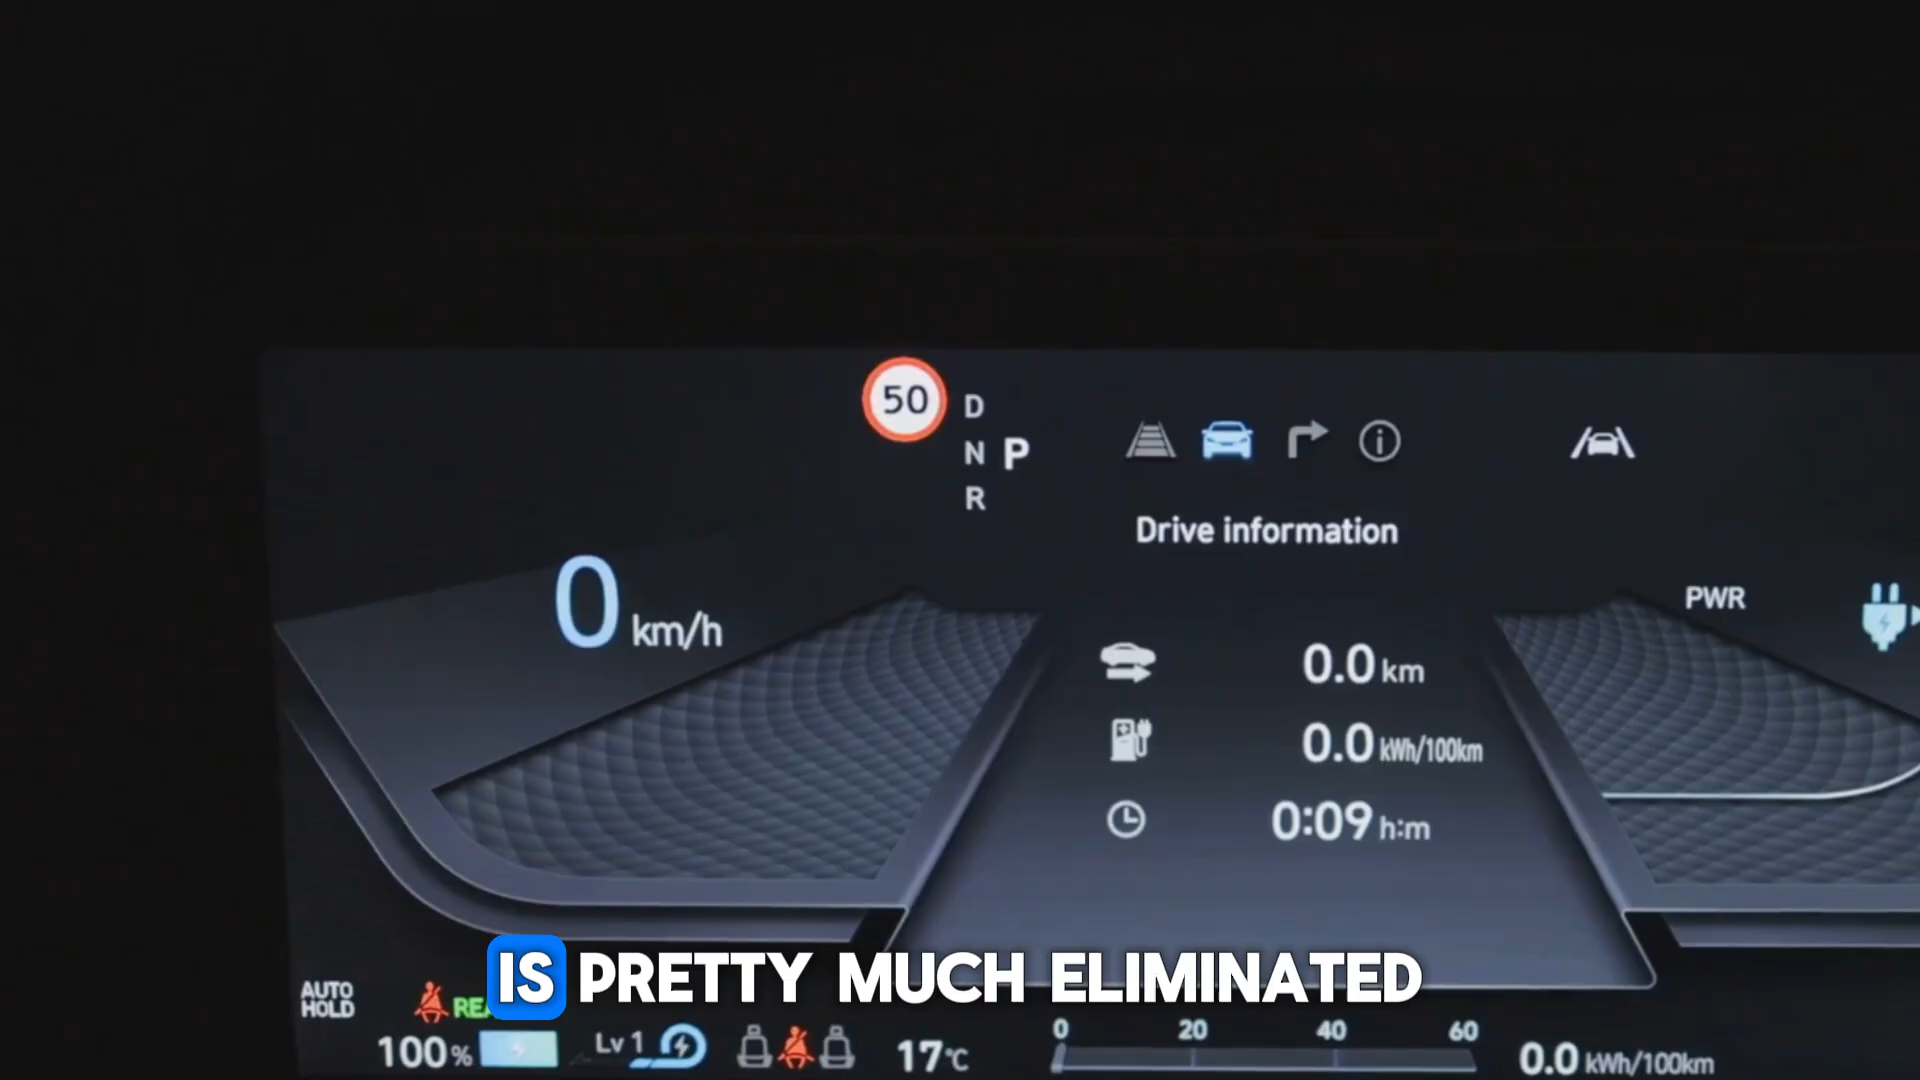 50
D
N P
R
Drive information
0 km/h
PWR
0.0 km
0.0 kWh/100km
0:09 h:m
IS PRETTY MUCH ELIMINATED
AUTO
HOLD
100%
Lv 1
17°C
0 20 40 60
0.0 kWh/100km